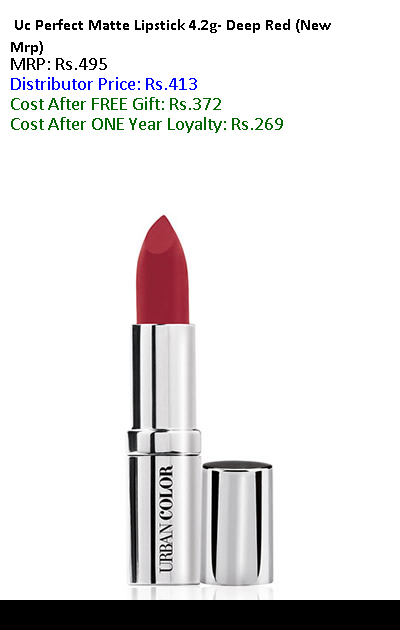 Uc Perfect Matte Lipstick 4.2g- Deep Red (New
Mrp)
MRP: Rs.495
Distributor Price: Rs.413
Cost After FREE Gift: Rs.372
Cost After ONE Year Loyalty: Rs.269
URBAN COLOR